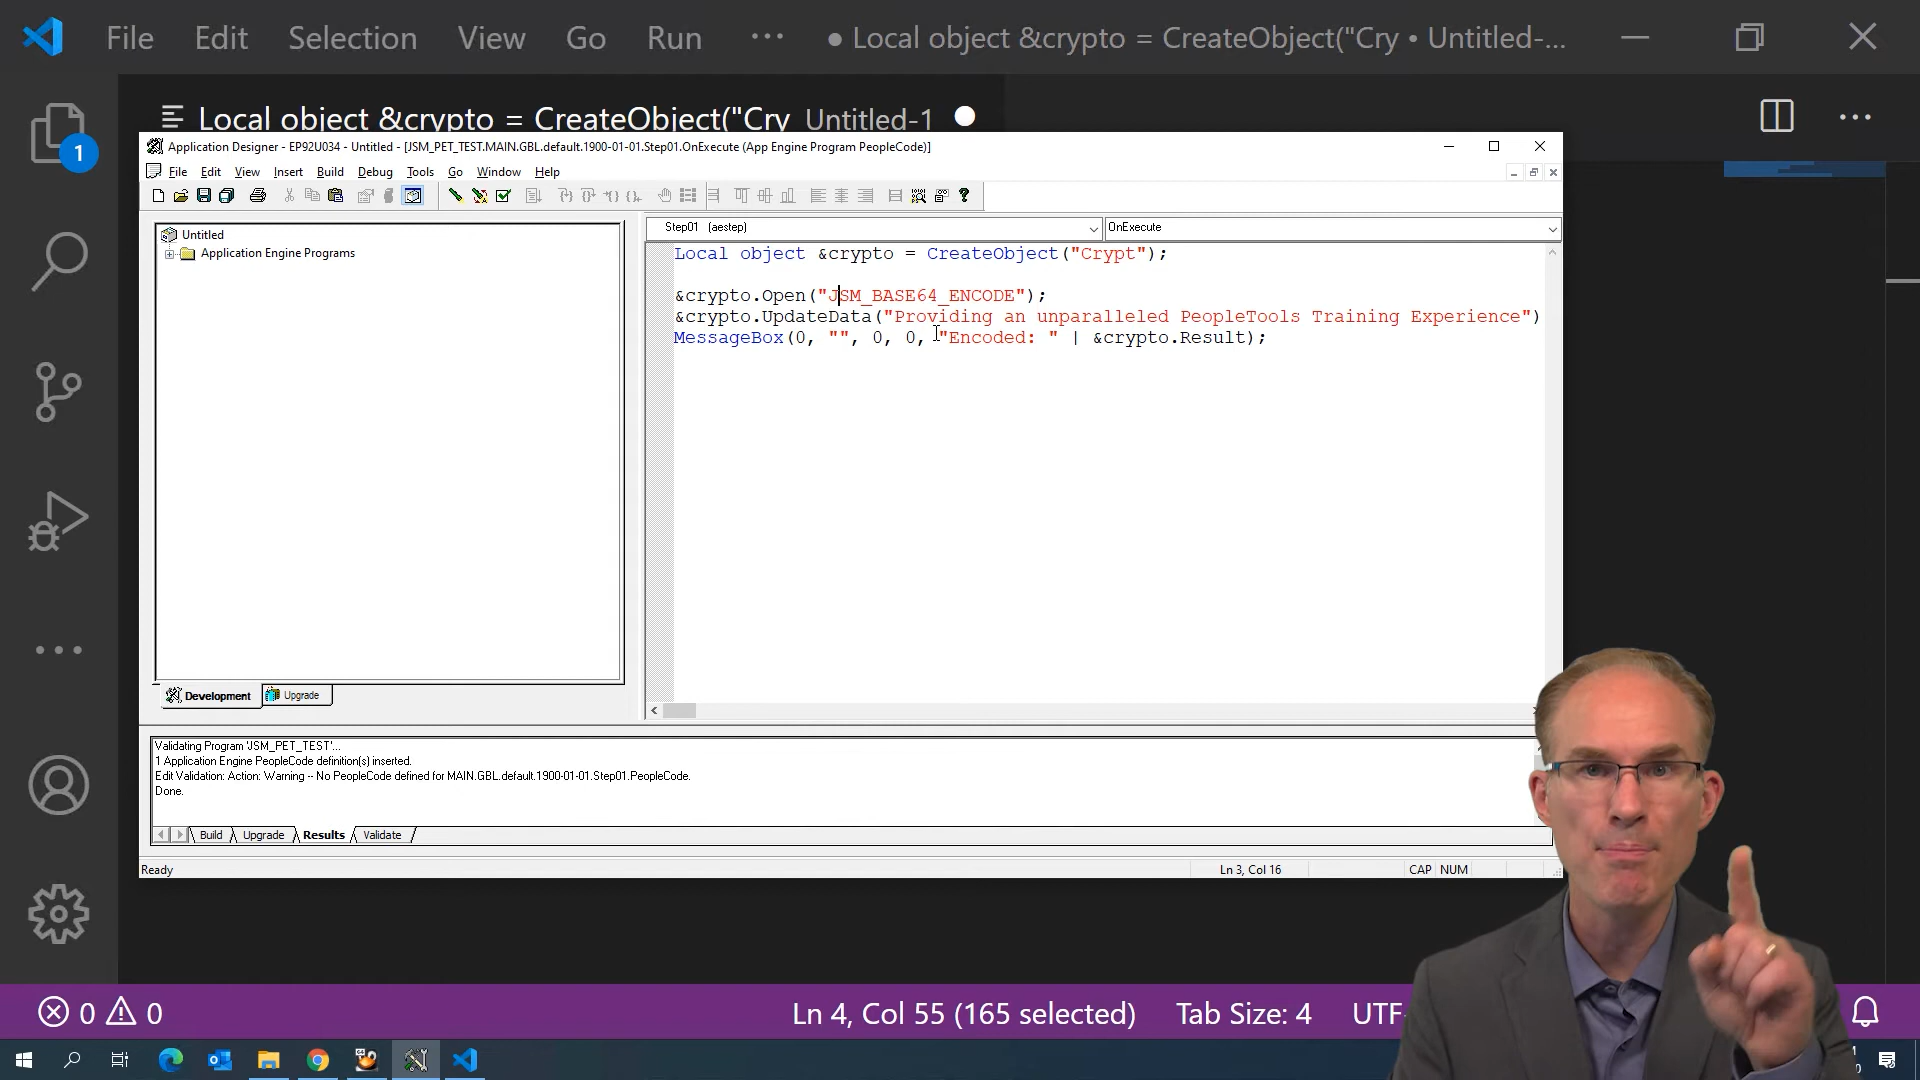 File Edit Selection View Go Run ··· ● Local object &crypto = CreateObject("Cry • Untitled-...
Local object &crypto = CreateObject("Cry Untitled-1
1
Application Designer - EP92U034 - Untitled - [JSM_PET_TEST.MAIN.GBL.default.1900-01-01.Step01.OnExecute (App Engine Program PeopleCode)]
File Edit View Insert Build Debug Tools Go Window Help
Step01 (aestep) OnExecute
Untitled
Application Engine Programs
Local object &crypto = CreateObject("Crypt");
&crypto.Open("JSM_BASE64_ENCODE");
&crypto.UpdateData("Providing an unparalleled PeopleTools Training Experience")
MessageBox(0, "", 0, 0, "Encoded: " | &crypto.Result);
Development Upgrade
Validating Program 'JSM_PET_TEST'...
1 Application Engine PeopleCode definition(s) inserted.
Edit Validation: Action: Warning -- No PeopleCode defined for MAIN.GBL.default.1900-01-01.Step01.PeopleCode.
Done.
Build Upgrade Results Validate
Ready Ln 3, Col 16 CAP NUM
0 0 Ln 4, Col 55 (165 selected) Tab Size: 4 UTF-